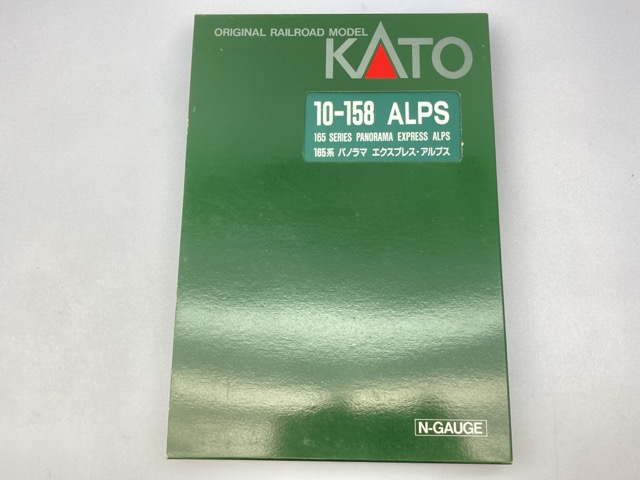 ORIGINAL RAILROAD MODEL
KATO
10-158 ALPS
165 SERIES PANORAMA EXPRESS ALPS
165系 パノラマ エクスプレス・アルプス
N-GAUGE